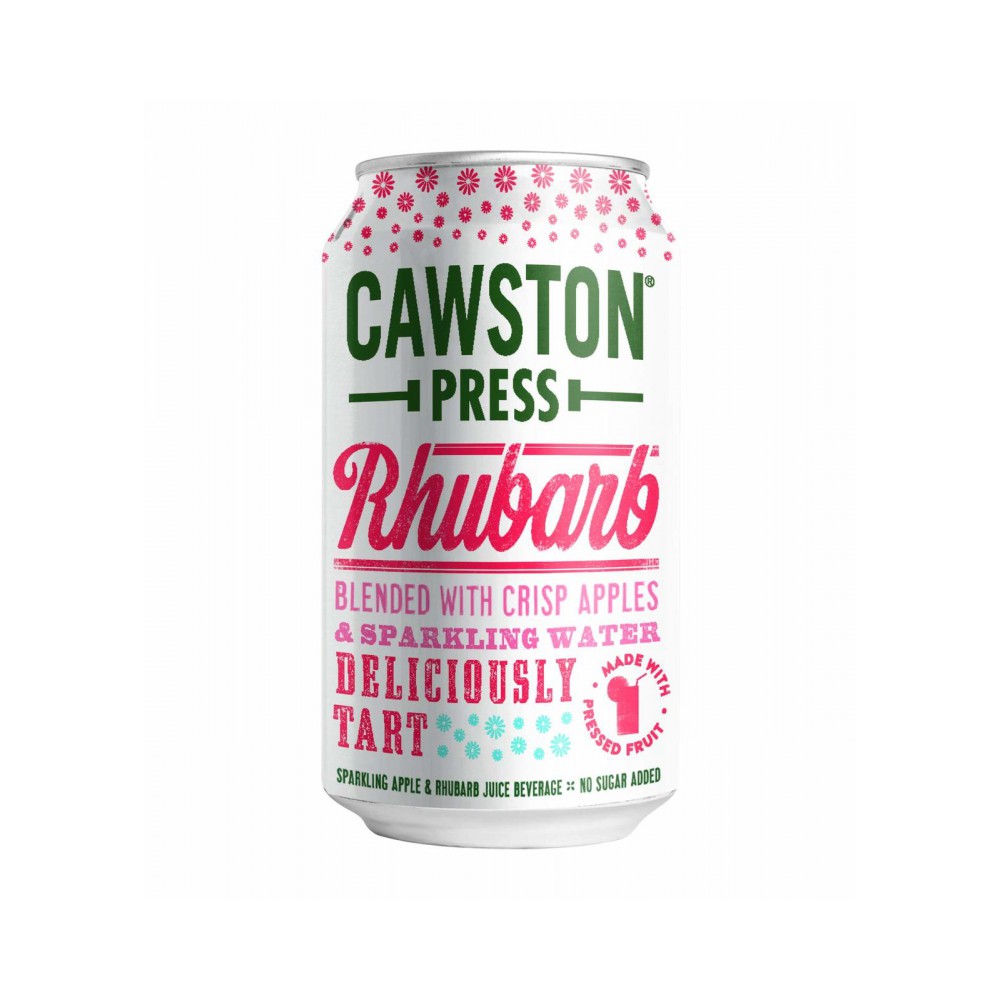 CAWSTON®
PRESS
Rhubarb
BLENDED WITH CRISP APPLES
& SPARKLING WATER
DELICIOUSLY
TART
MADE WITH
PRESSED FRUIT
SPARKLING APPLE & RHUBARB JUICE BEVERAGE NO SUGAR ADDED